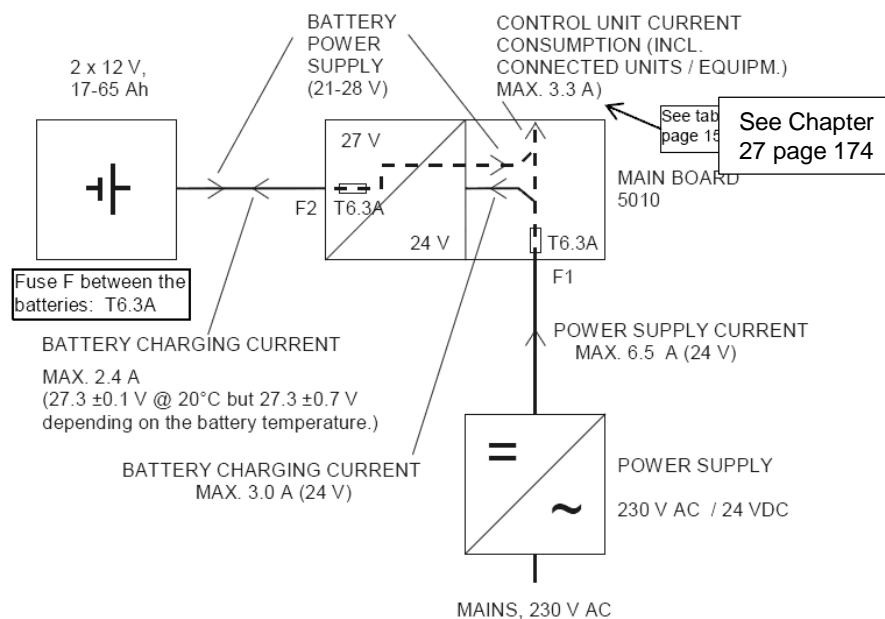 BATTERY
POWER
SUPPLY
(21-28 V)
CONTROL UNIT CURRENT
CONSUMPTION (INCL.
CONNECTED UNITS / EQUIPM.)
MAX. 3.3 A)
2 x 12 V,
17-65 Ah
See
page
See Chapter
27 page 174
27 V
MAIN BOARD
5010
F2
T6.3A
24 V
T6.3A
F1
Fuse F between the
batteries: T6.3A
BATTERY CHARGING CURRENT
MAX. 2.4 A
(27.3 ±0.1 V @ 20°C but 27.3 ±0.7 V
depending on the battery temperature.)
POWER SUPPLY CURRENT
MAX. 6.5 A (24 V)
BATTERY CHARGING CURRENT
MAX. 3.0 A (24 V)
=
~
POWER SUPPLY
230 V AC / 24 VDC
MAINS, 230 V AC